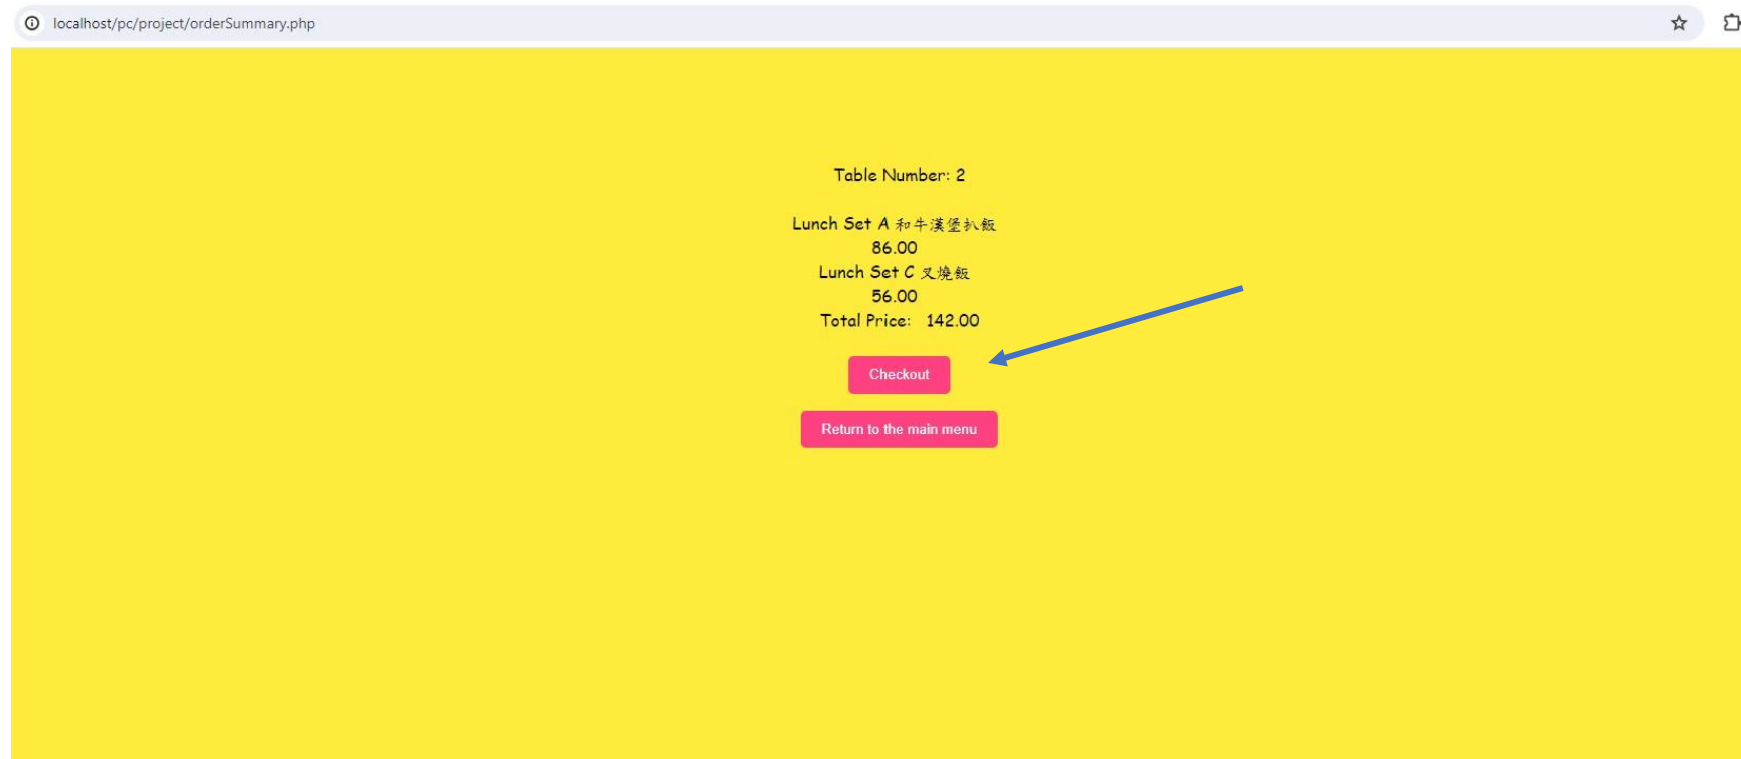 localhost/pc/project/orderSummary.php
Table Number: 2
Lunch Set A 和牛漢堡扒飯
86.00
Lunch Set C 叉燒飯
56.00
Total Price: 142.00
Checkout
Return to the main menu